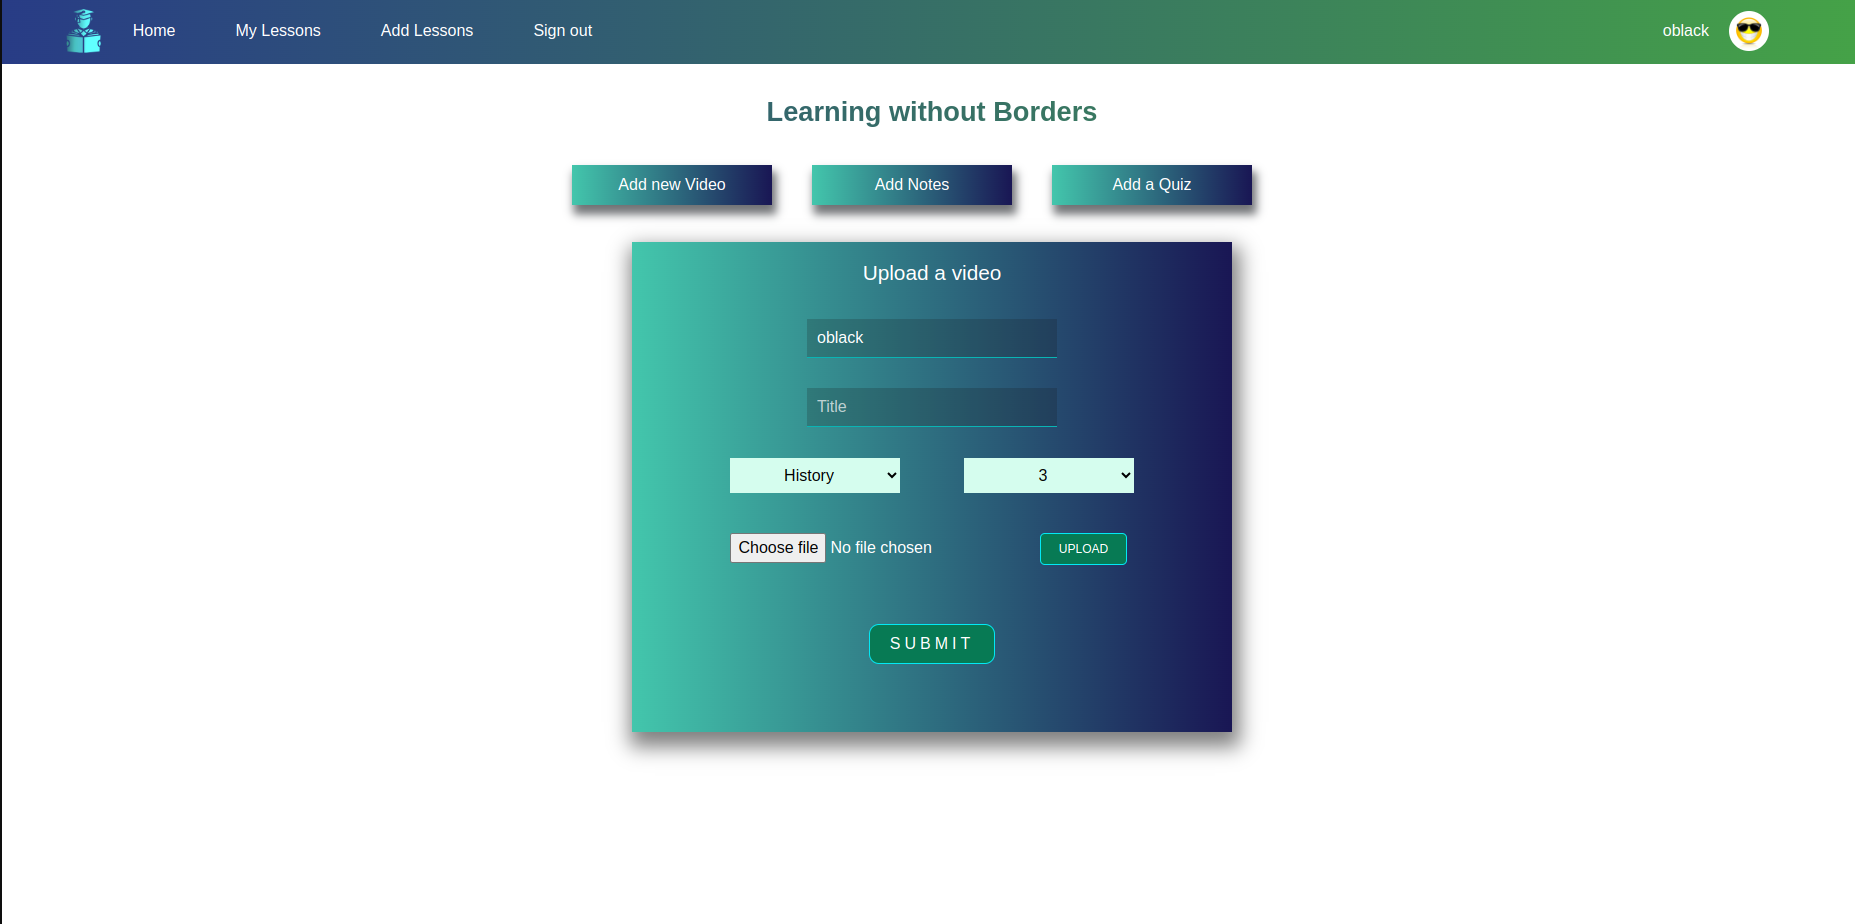 Home My Lessons Add Lessons Sign out oblack
Learning without Borders
Add new Video Add Notes Add a Quiz
Upload a video
oblack
Title
History 3
Choose file No file chosen UPLOAD
SUBMIT